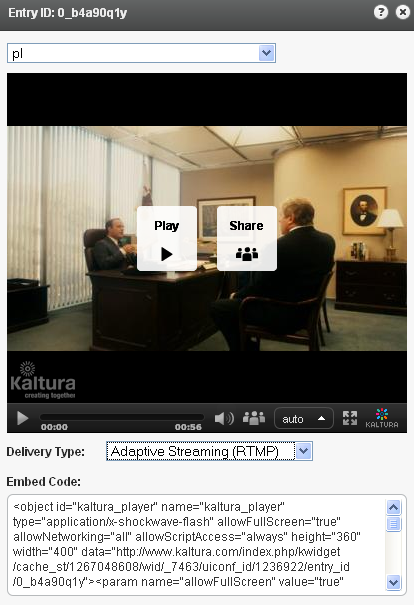 Entry ID: 0_b4a90q1y
?
pl
Play
Share
Kaltura
creating together
00:00
00:56
auto
KALTURA
Delivery Type:
Adaptive Streaming (RTMP)
Embed Code:
<object id="kaltura_player" name="kaltura_player"
type="application/x-shockwave-flash" allowFullScreen="true"
allowNetworking="all" allowScriptAccess="always" height="360"
width="400" data="http://www.kaltura.com/index.php/kwidget
/cache_st/1267048608/wid/_7463/uiconf_id/1236922/entry_id
/0_b4a90q1y"><param name="allowFullScreen" value="true"